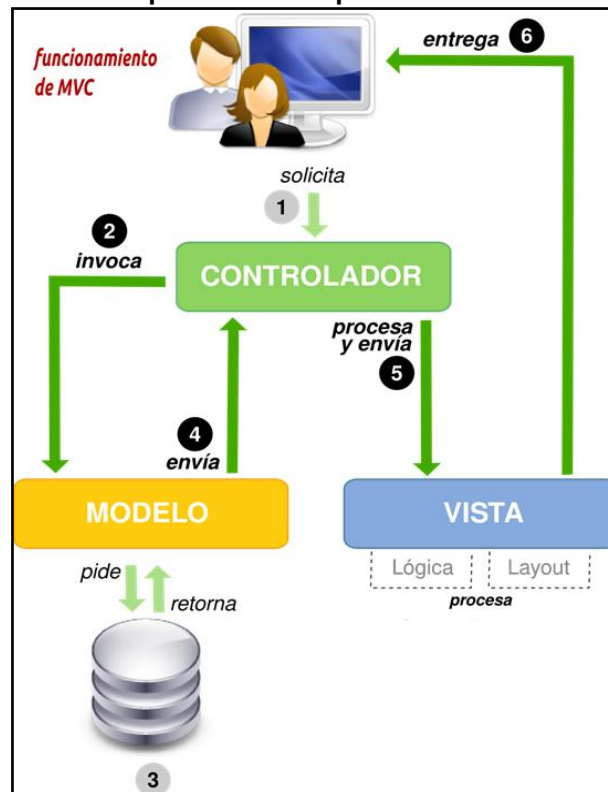 funcionamiento
de MVC
entrega 6
solicita
1
2
invoca
CONTROLADOR
procesa
y envía
5
4
envía
MODELO
VISTA
pide
retorna
Lógica
Layout
procesa
3